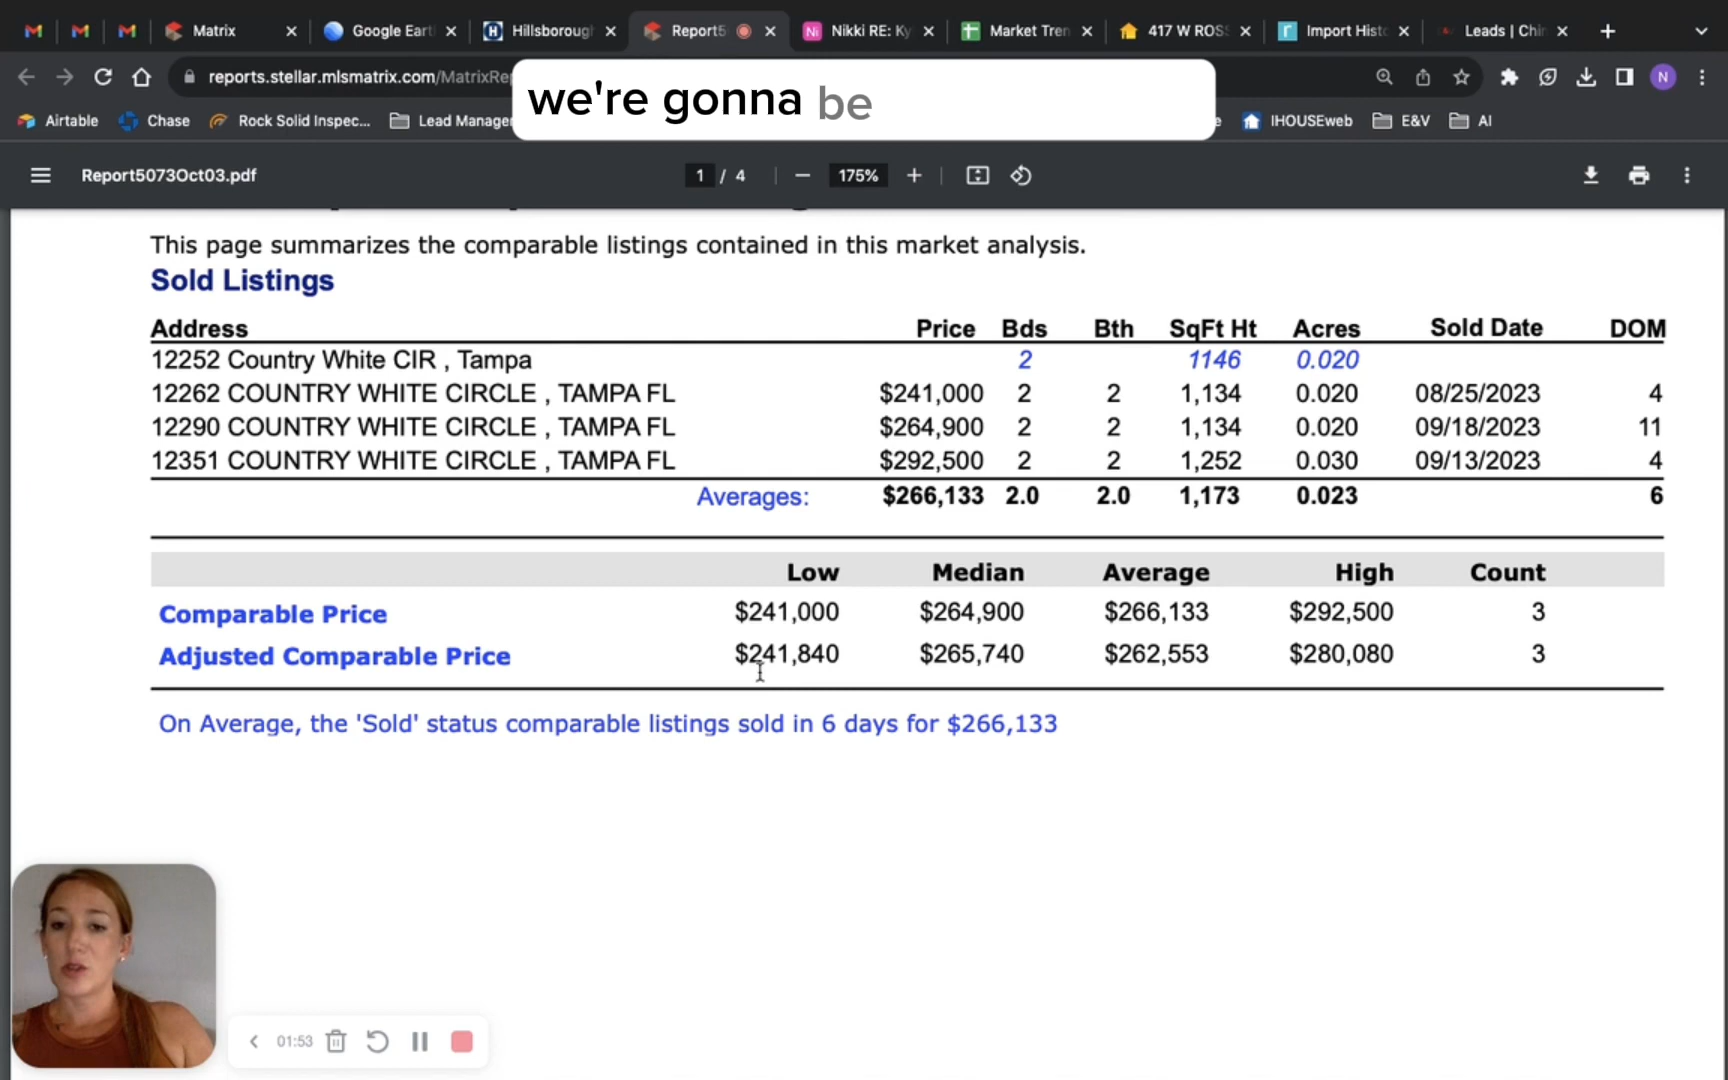 Matrix
Google Eart
Hillsborough
Report5
Ni
Nikki RE: Ky
Market Tren
417 W ROSS
Import Histo
Leads | Chi
reports.stellar.mlsmatrix.com/MatrixRe
N
we're gonna be
Airtable
Chase
Rock Solid Inspec...
Lead Manage
e
IHOUSEweb
E&V
AI
Report5073Oct03.pdf
1 / 4
175%
This page summarizes the comparable listings contained in this market analysis.
Sold Listings
Address Price Bds Bth SqFt Ht Acres Sold Date DOM
12252 Country White CIR , Tampa 2 1146 0.020
12262 COUNTRY WHITE CIRCLE , TAMPA FL $241,000 2 2 1,134 0.020 08/25/2023 4
12290 COUNTRY WHITE CIRCLE , TAMPA FL $264,900 2 2 1,134 0.020 09/18/2023 11
12351 COUNTRY WHITE CIRCLE , TAMPA FL $292,500 2 2 1,252 0.030 09/13/2023 4
Averages: $266,133 2.0 2.0 1,173 0.023 6
Low Median Average High Count
Comparable Price $241,000 $264,900 $266,133 $292,500 3
Adjusted Comparable Price $241,840 $265,740 $262,553 $280,080 3
On Average, the 'Sold' status comparable listings sold in 6 days for $266,133
01:53